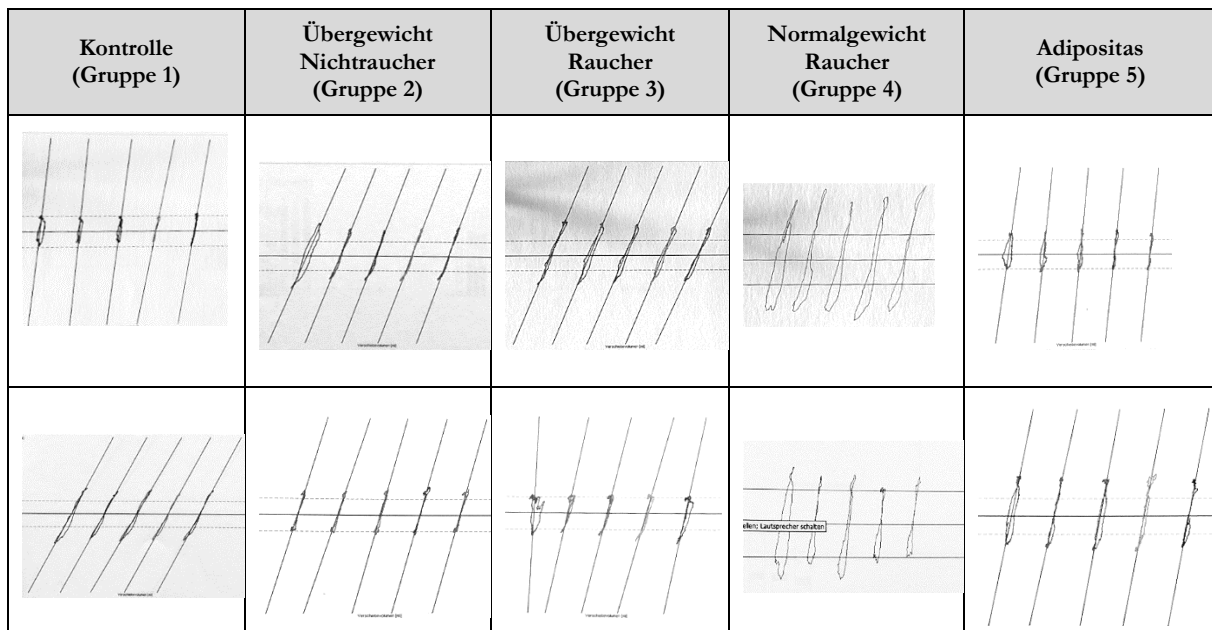 Kontrolle
(Gruppe 1)
Übergewicht
Nichtraucher
(Gruppe 2)
Übergewicht
Raucher
(Gruppe 3)
Normalgewicht
Raucher
(Gruppe 4)
Adipositas
(Gruppe 5)
ellen; Lautsprecher schalten